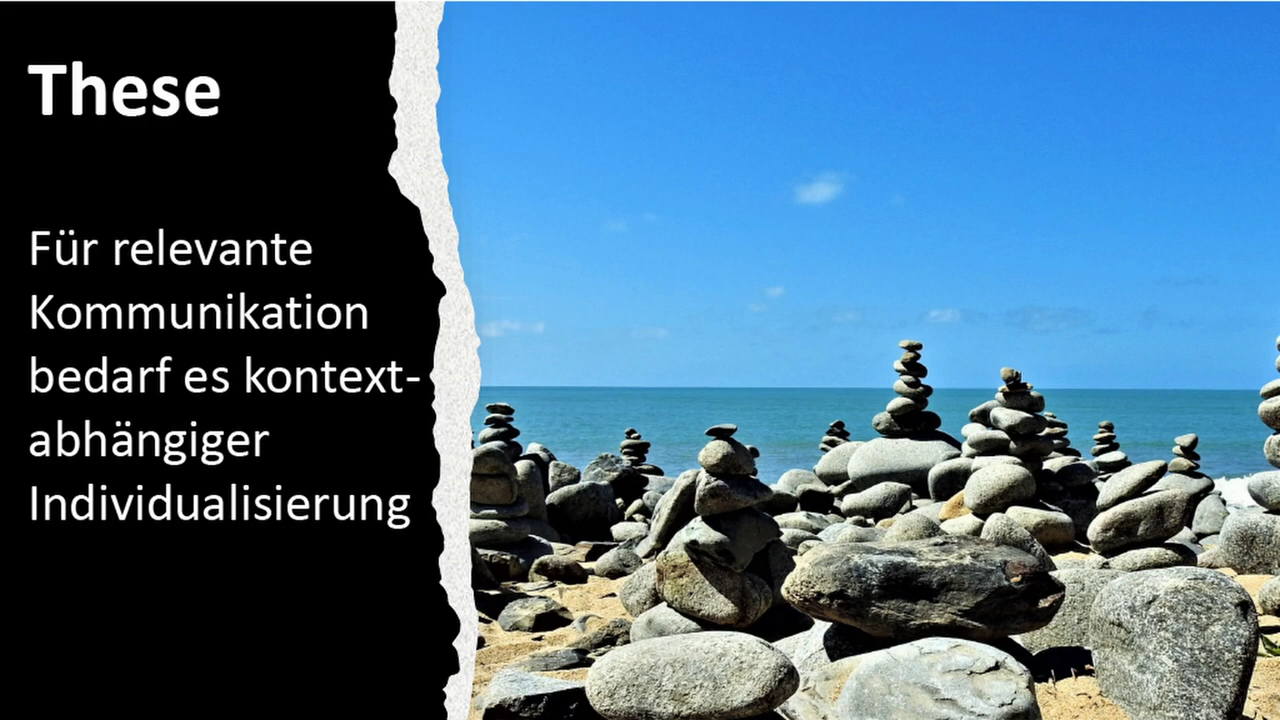 These
Für relevante
Kommunikation
bedarf es kontext-
abhängiger
Individualisierung